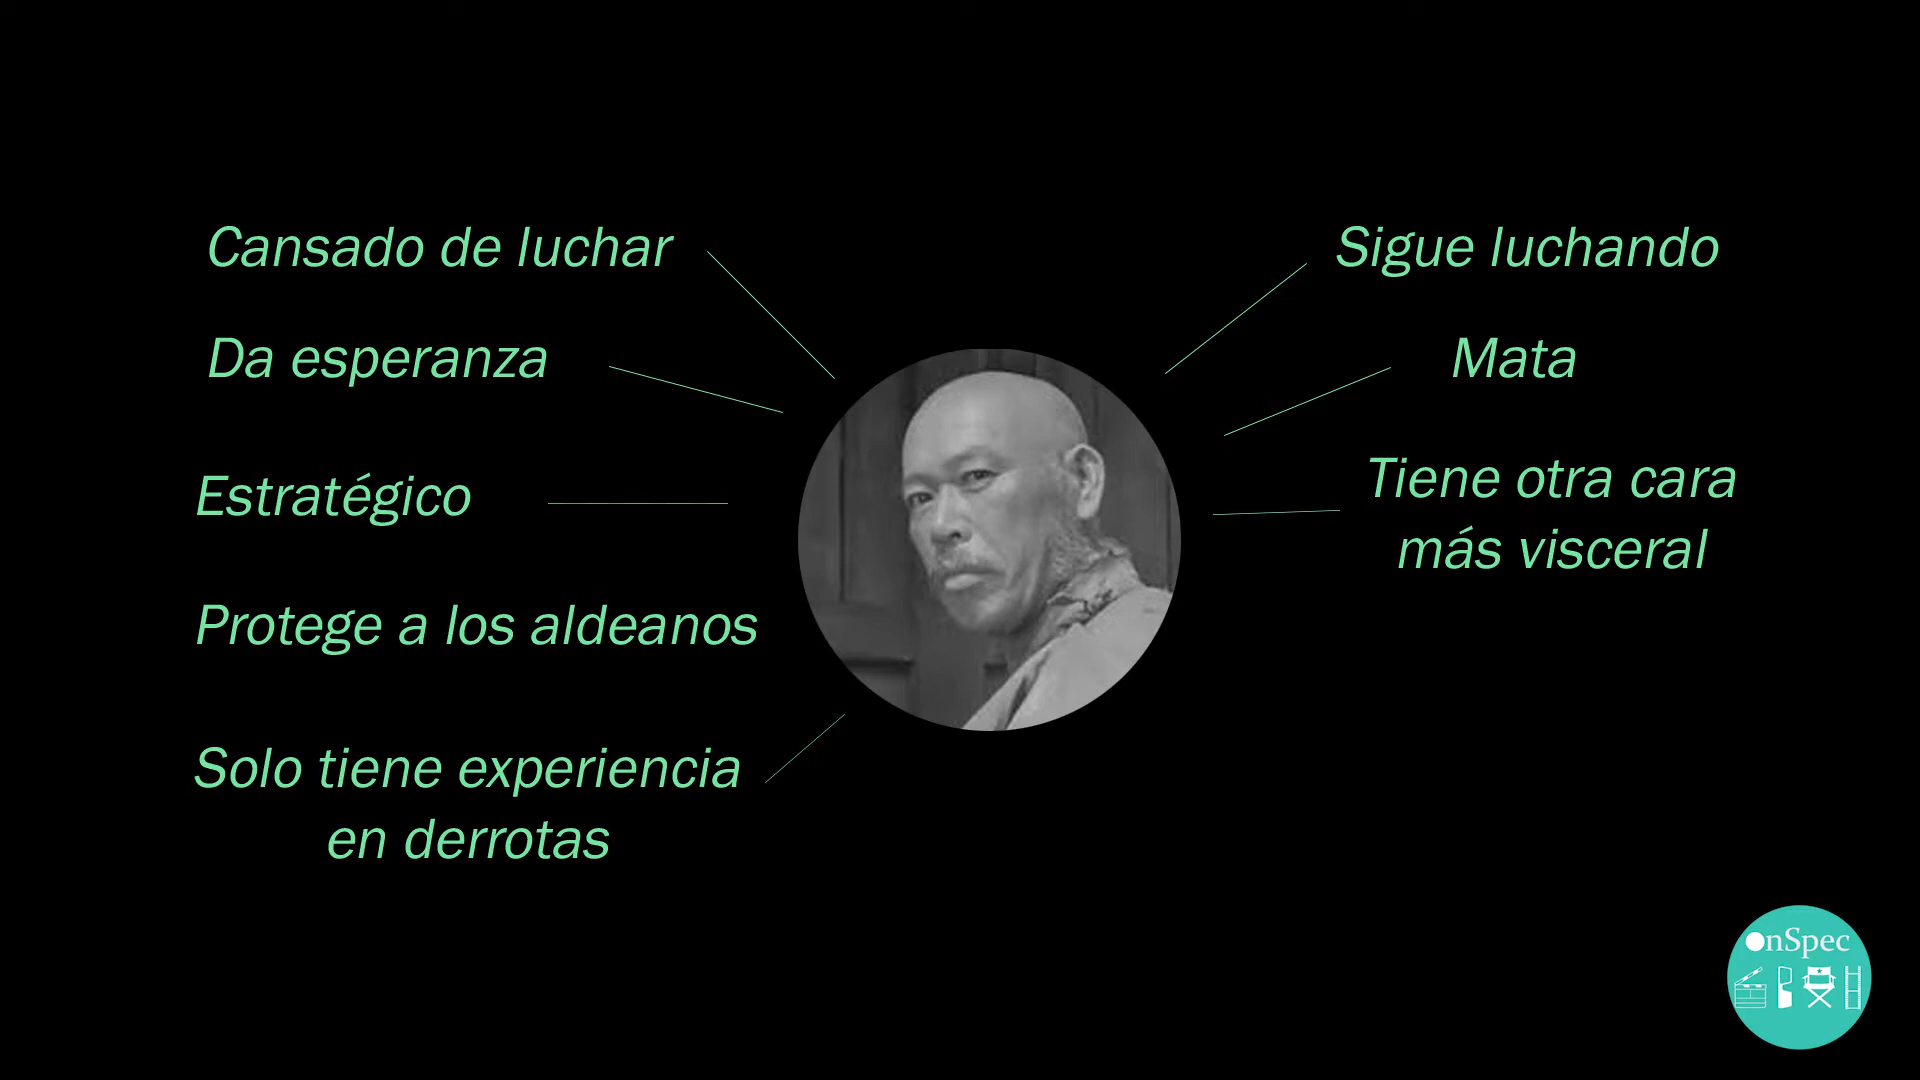 Cansado de luchar
Da esperanza
Estratégico
Protege a los aldeanos
Solo tiene experiencia
en derrotas
Sigue luchando
Mata
Tiene otra cara
más visceral
OnSpec